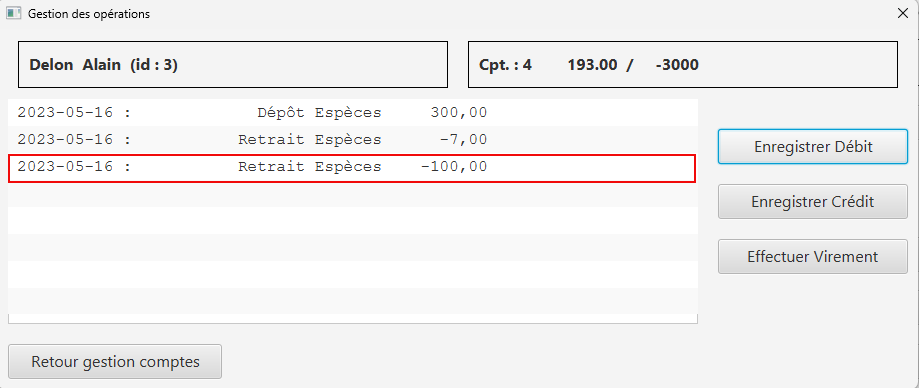 Gestion des opérations
Delon Alain (id : 3)
Cpt. : 4 193.00 / -3000
2023-05-16 : Dépôt Espèces 300,00
2023-05-16 : Retrait Espèces -7,00
2023-05-16 : Retrait Espèces -100,00
Enregistrer Débit
Enregistrer Crédit
Effectuer Virement
Retour gestion comptes